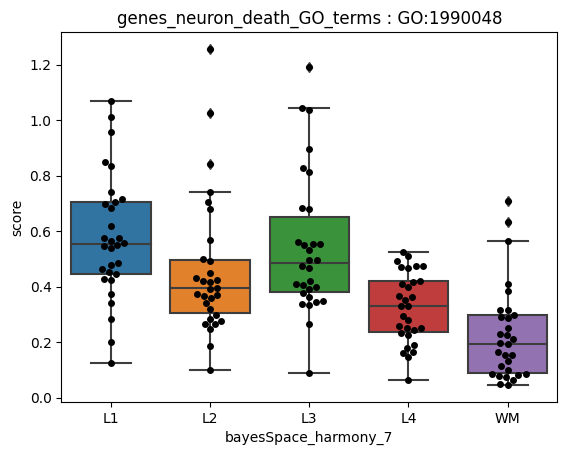 genes_neuron_death_GO_terms : GO:1990048
1.2
1.0
0.8
0.6
0.4
0.2
0.0
score
L1 L2 L3 L4 WM
bayesSpace_harmony_7